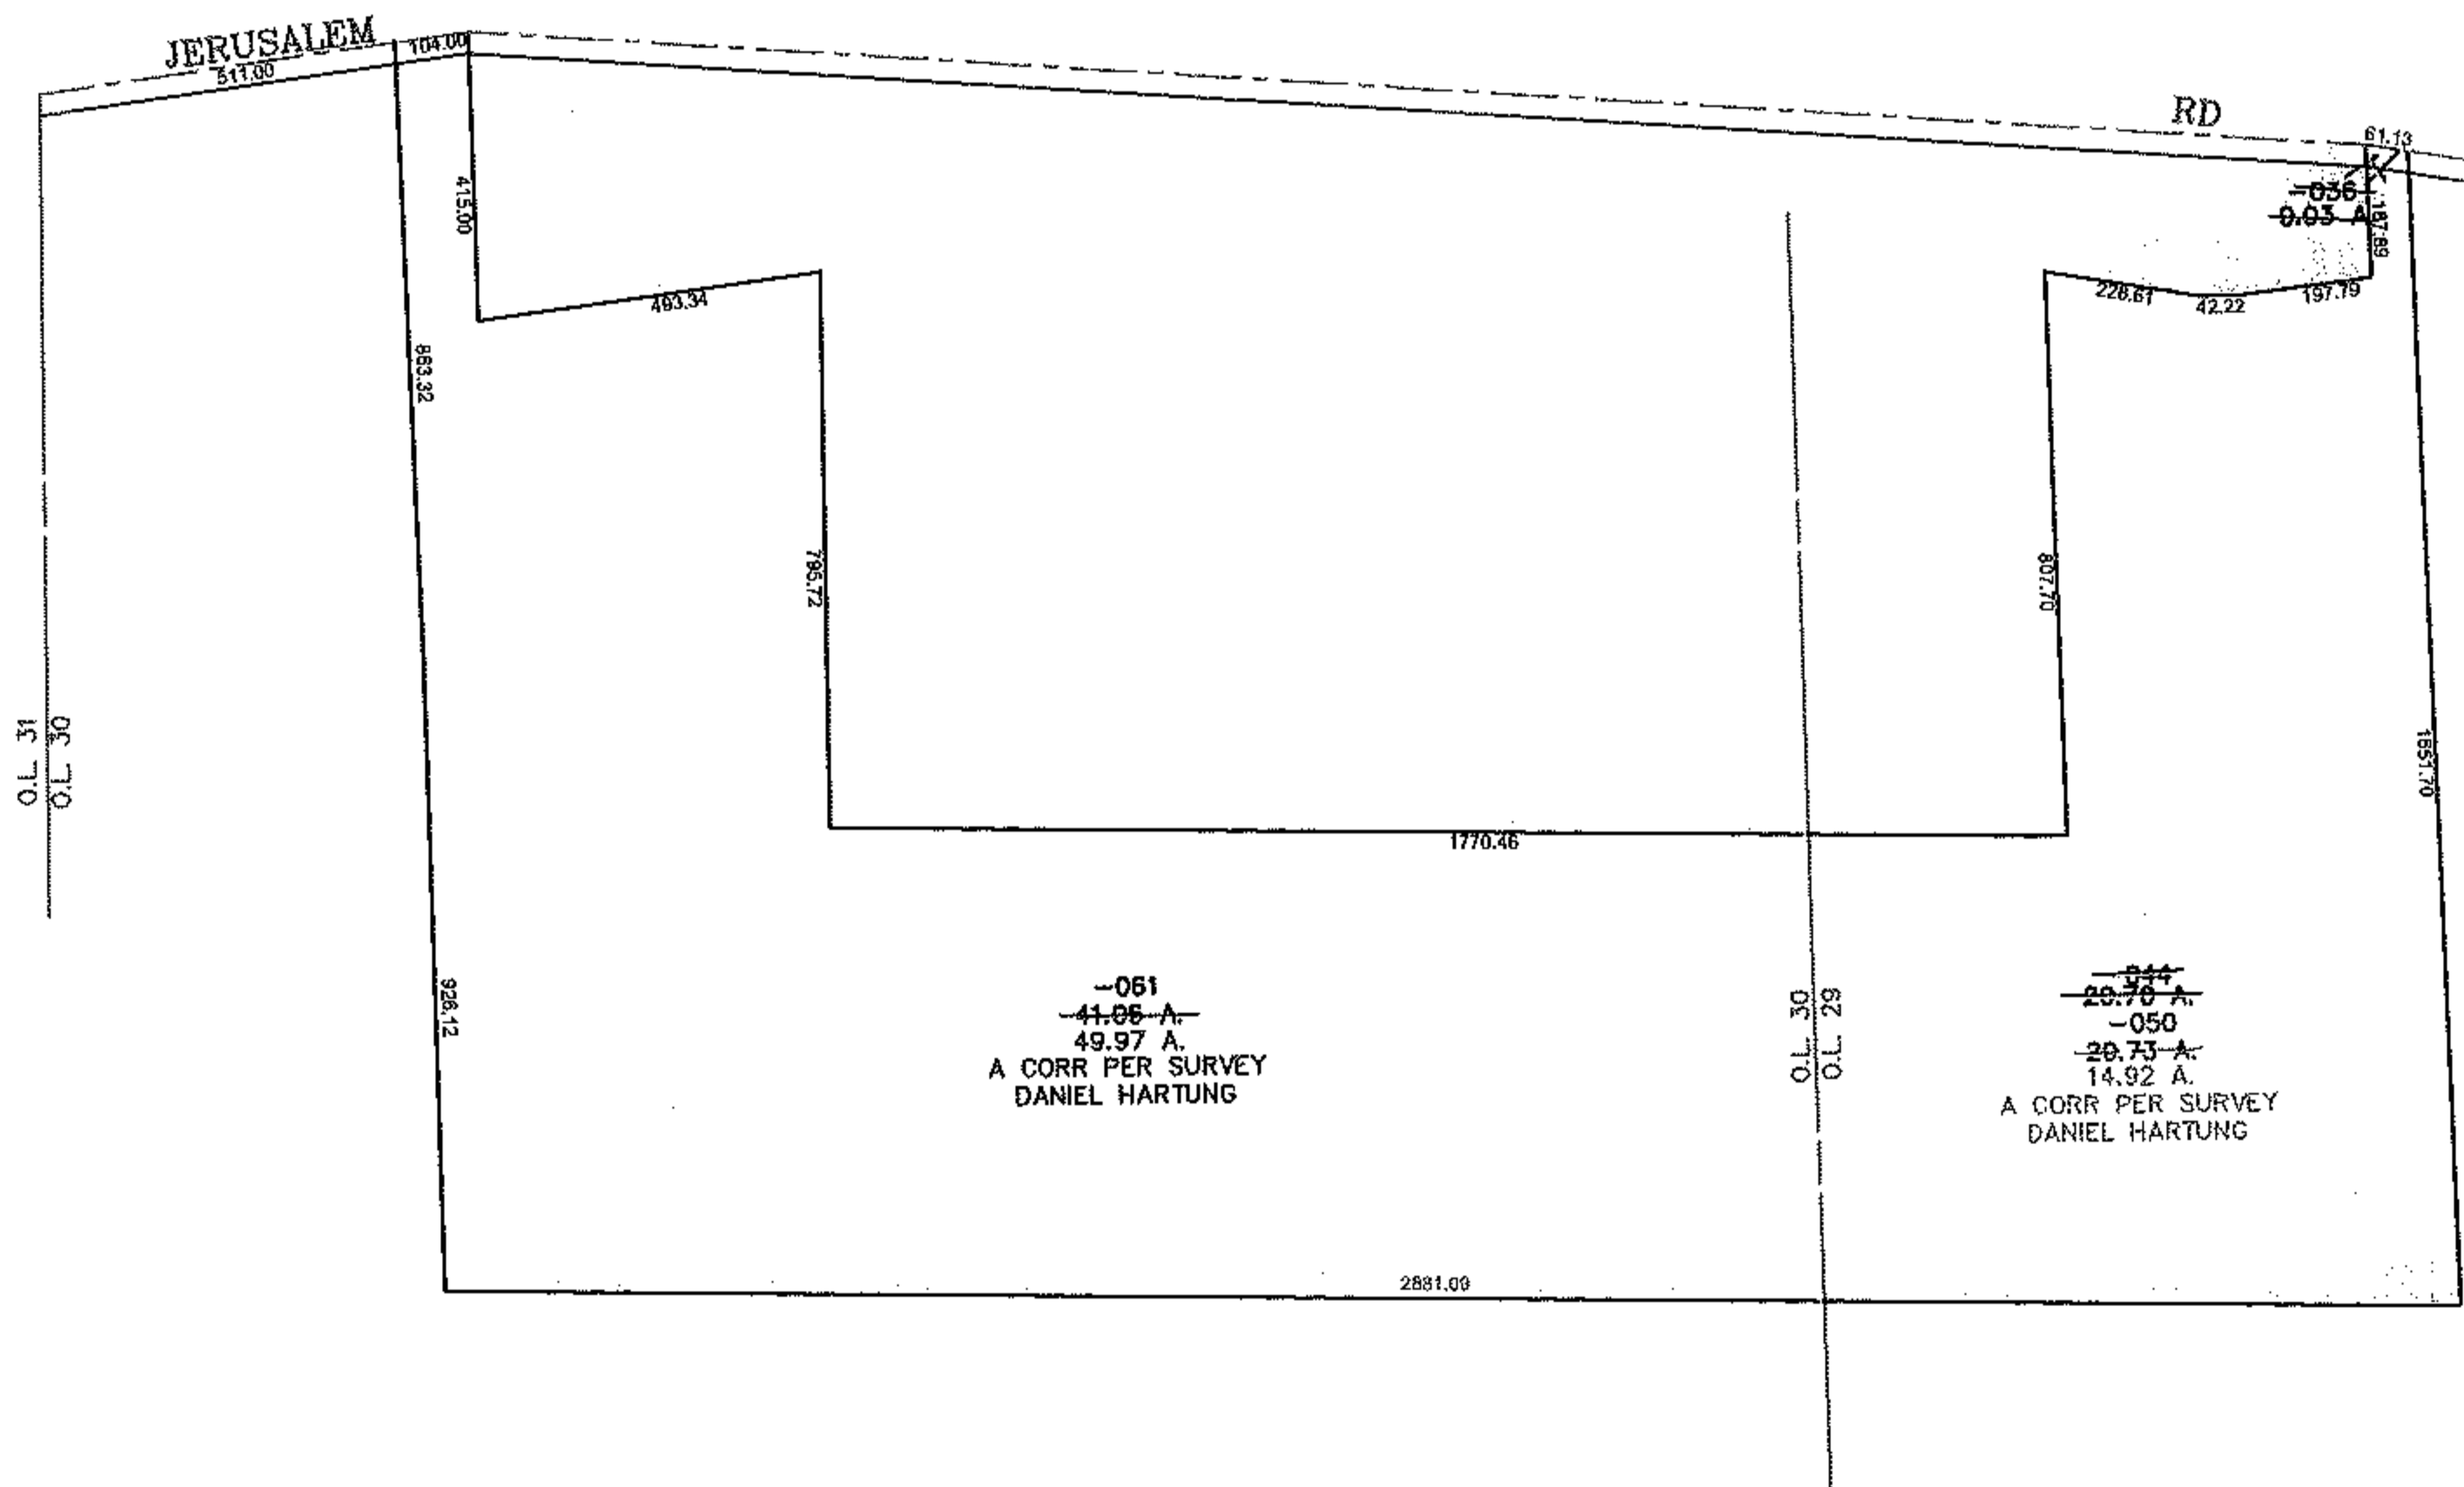 JERUSALEM
511.00
104.00
RD
61.13
-036
0.03 A
187.89
415.00
493.34
228.61
42.22
197.79
863.32
795.72
807.70
1651.70
O.L. 31
O.L. 30
1770.46
926.12
-061
41.06 A.
49.97 A.
A CORR PER SURVEY
DANIEL HARTUNG
O.L. 30
O.L. 29
-044
20.70 A.
-050
20.73 A.
14.92 A.
A CORR PER SURVEY
DANIEL HARTUNG
2881.00